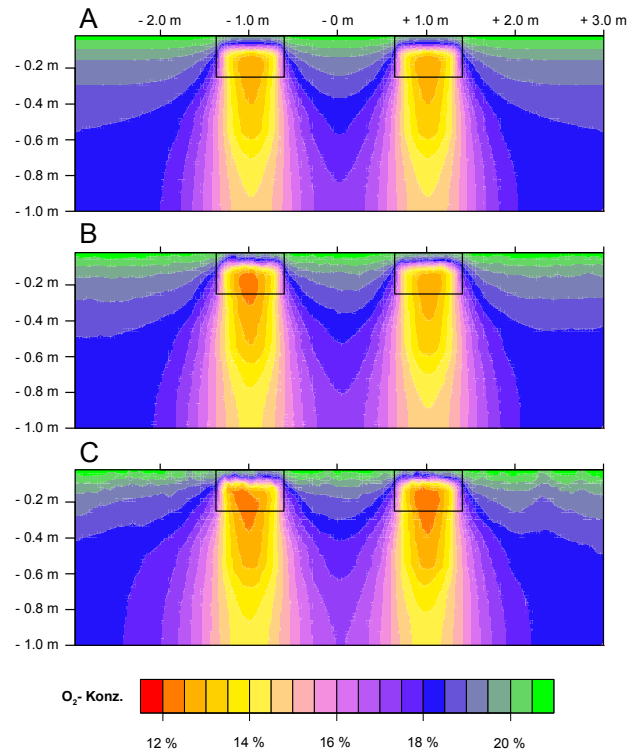 A
- 2.0 m - 1.0 m - 0 m + 1.0 m + 3.0 m
- 0.2 m
- 0.4 m
- 0.6 m
- 0.8 m
- 1.0 m
B
- 0.2 m
- 0.4 m
- 0.6 m
- 0.8 m
- 1.0 m
C
- 0.2 m
- 0.4 m
- 0.6 m
- 0.8 m
- 1.0 m
O₂- Konz.
12 % 14 % 16 % 18 % 20 %